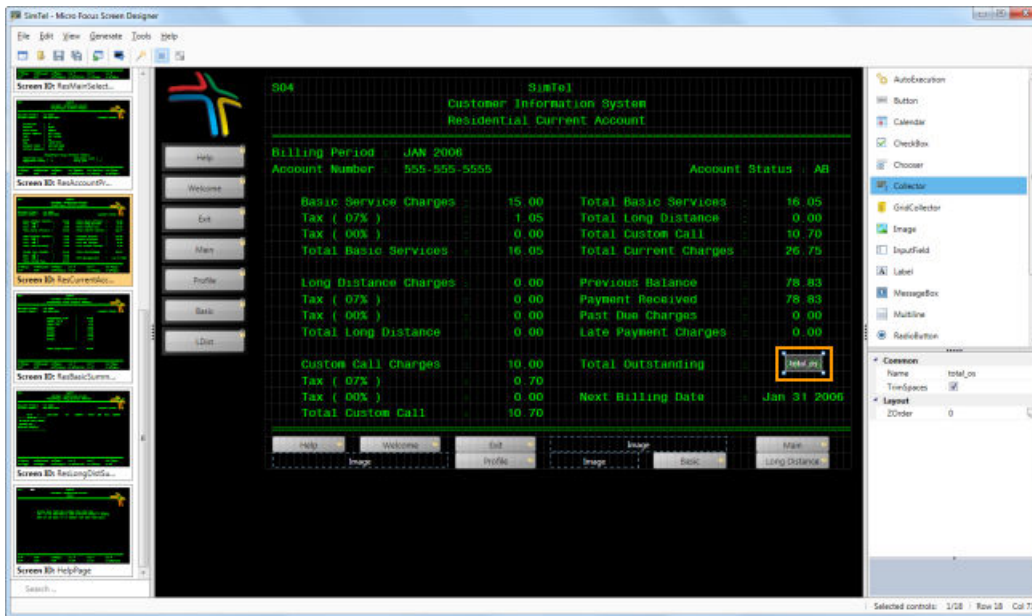 SimTel - Micro Focus Screen Designer
File Edit View Generate Tools Help
Screen ID: ResMainSelect...
Screen ID: ResAccountPr...
Screen ID: ResCurrentAcc...
Screen ID: ResBasicSumm...
Screen ID: ResLongDistSu...
Screen ID: HelpPage
Search ...
Help
Welcome
Exit
Main
Profile
Basic
LDist
S04 SimTel
Customer Information System
Residential Current Account
Billing Period : JAN 2006
Account Number : 555-555-5555 Account Status : AB
Basic Service Charges : 15.00 Total Basic Services : 16.05
Tax ( 07% ) : 1.05 Total Long Distance : 0.00
Tax ( 00% ) : 0.00 Total Custom Call : 10.70
Total Basic Services : 16.05 Total Current Charges : 26.75
Long Distance Charges : 0.00 Previous Balance : 78.83
Tax ( 07% ) : 0.00 Payment Received : 78.83
Tax ( 00% ) : 0.00 Past Due Charges : 0.00
Total Long Distance : 0.00 Late Payment Charges : 0.00
Custom Call Charges : 10.00 Total Outstanding total_os
Tax ( 07% ) : 0.70
Tax ( 00% ) : 0.00 Next Billing Date : Jan 31 2006
Total Custom Call : 10.70
Help Welcome Exit Image Main
Image Profile Image Basic Long Distance
AutoExecution
Button
Calendar
CheckBox
Chooser
Collector
GridCollector
Image
InputField
Label
MessageBox
Multiline
RadioButton
Common
Name total_os
TrimSpaces
Layout
ZOrder 0
Selected controls: 1/18 Row 18